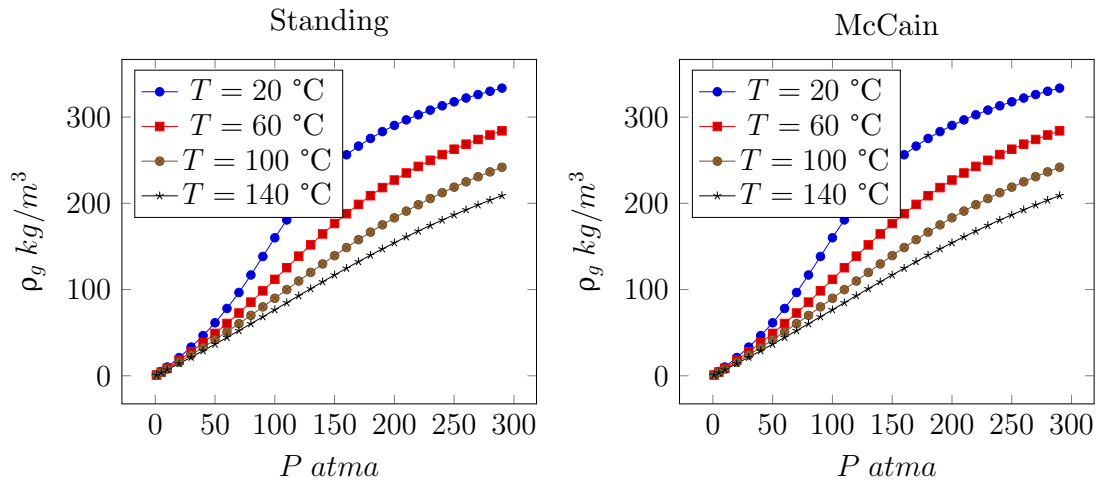 Standing
T = 20 °C
T = 60 °C
T = 100 °C
T = 140 °C
300
200
100
0
ρg kg/m³
0 50 100 150 200 250 300
P atma
McCain
T = 20 °C
T = 60 °C
T = 100 °C
T = 140 °C
300
200
100
0
ρg kg/m³
0 50 100 150 200 250 300
P atma